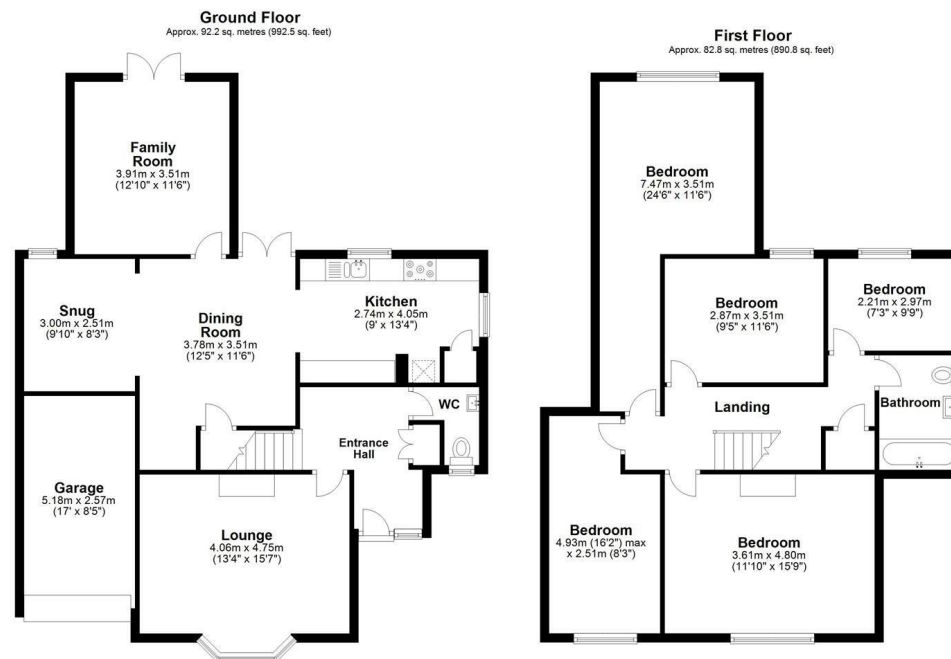 Ground Floor
Approx. 92.2 sq. metres (992.5 sq. feet)
Family
Room
3.91m x 3.51m
(12'10" x 11'6")
Snug
3.00m x 2.51m
(9'10" x 8'3")
Dining
Room
3.78m x 3.51m
(12'5" x 11'6")
Kitchen
2.74m x 4.05m
(9' x 13'4")
WC
Entrance
Hall
Garage
5.18m x 2.57m
(17' x 8'5")
Lounge
4.06m x 4.75m
(13'4" x 15'7")
First Floor
Approx. 82.8 sq. metres (890.8 sq. feet)
Bedroom
7.47m x 3.51m
(24'6" x 11'6")
Bedroom
2.87m x 3.51m
(9'5" x 11'6")
Bedroom
2.21m x 2.97m
(7'3" x 9'9")
Landing
Bathroom
Bedroom
4.93m (16'2") max
x 2.51m (8'3")
Bedroom
3.61m x 4.80m
(11'10" x 15'9")